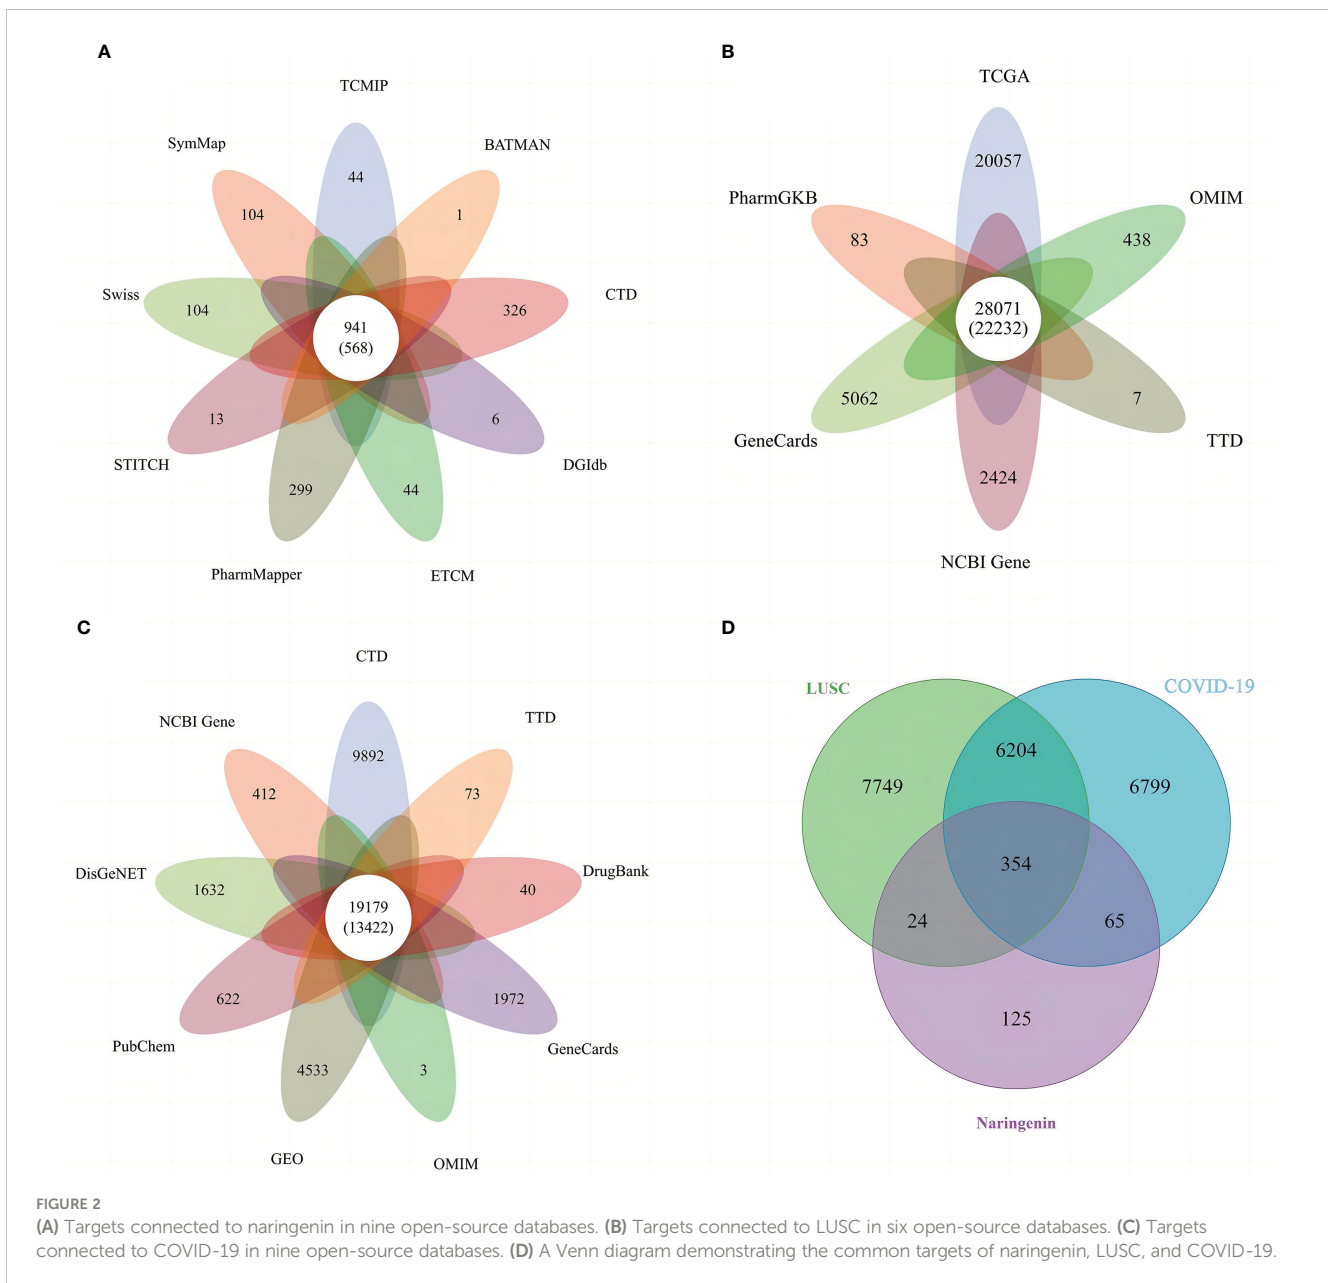 A
TCMIP
SymMap
BATMAN
44
104
1
Swiss
CTD
104
326
941
(568)
13
6
STITCH
DGIdb
299
44
PharmMapper
ETCM
B
TCGA
20057
PharmGKB
OMIM
83
438
28071
(22232)
5062
7
GeneCards
TTD
2424
NCBI Gene
C
CTD
NCBI Gene
TTD
9892
412
73
DisGeNET
DrugBank
1632
40
19179
(13422)
622
1972
PubChem
GeneCards
4533
3
GEO
OMIM
D
LUSC
COVID-19
6204
7749
6799
354
24
65
125
Naringenin
FIGURE 2
(A) Targets connected to naringenin in nine open-source databases. (B) Targets connected to LUSC in six open-source databases. (C) Targets
connected to COVID-19 in nine open-source databases. (D) A Venn diagram demonstrating the common targets of naringenin, LUSC, and COVID-19.